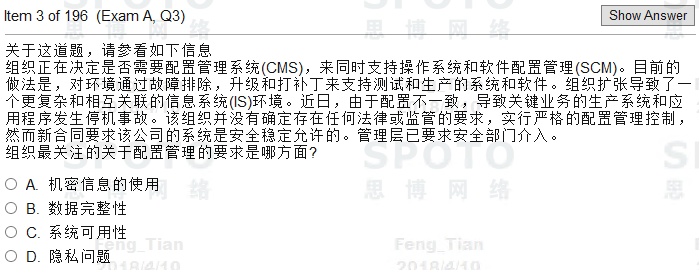 Item 3 of 196 (Exam A, Q3)
Show Answer
关于这道题，请参看如下信息
组织正在决定是否需要配置管理系统(CMS)，来同时支持操作系统和软件配置管理(SCM)。目前的
做法是，对环境通过故障排除，升级和打补丁来支持测试和生产的系统和软件。组织扩张导致了一
个更复杂和相互关联的信息系统(IS)环境。近日，由于配置不一致，导致关键业务的生产系统和应
用程序发生停机事故。该组织并没有确定存在任何法律或监管的要求，实行严格的配置管理控制，
然而新合同要求该公司的系统是安全稳定允许的。管理层已要求安全部门介入。
组织最关注的关于配置管理的要求是哪方面?
A. 机密信息的使用
B. 数据完整性
C. 系统可用性
D. 隐私问题
SPOTO
思博网络
Feng_Tian
2018/4/10
Feng_Tian
2018/4/10